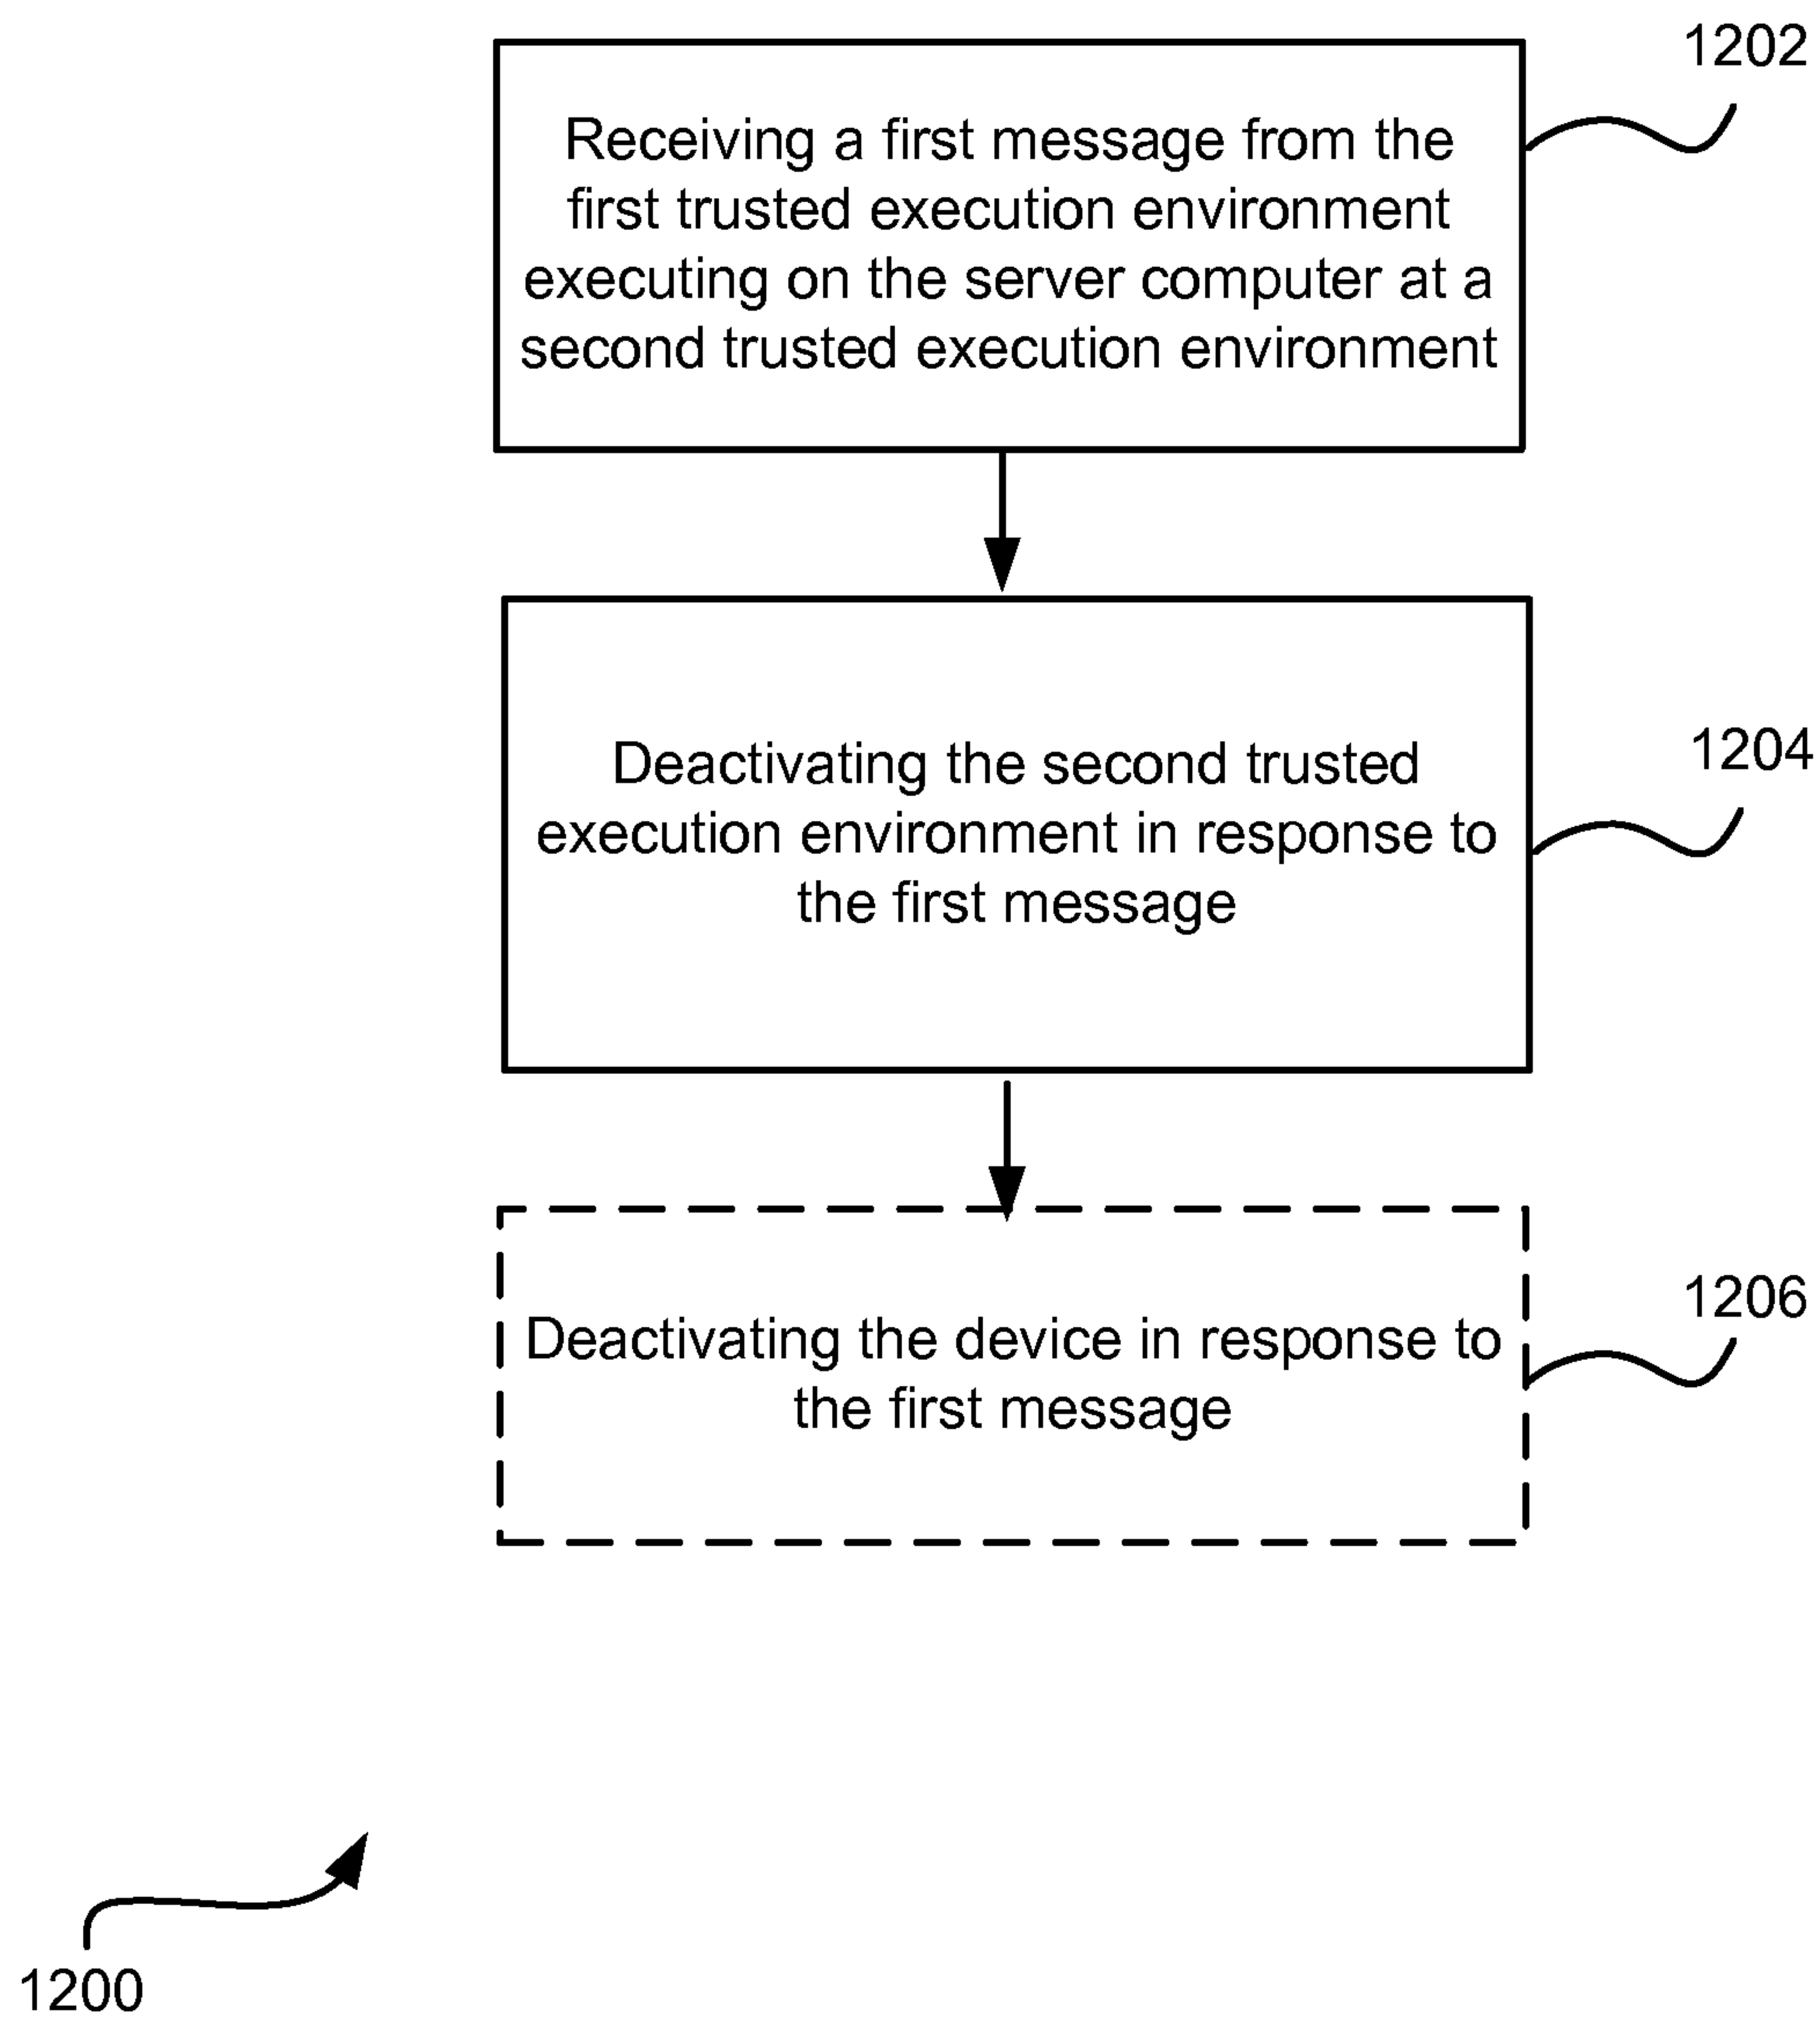 1202
Receiving a first message from the
first trusted execution environment
executing on the server computer at a
second trusted execution environment
1204
Deactivating the second trusted
execution environment in response to
the first message
1206
Deactivating the device in response to
the first message
1200